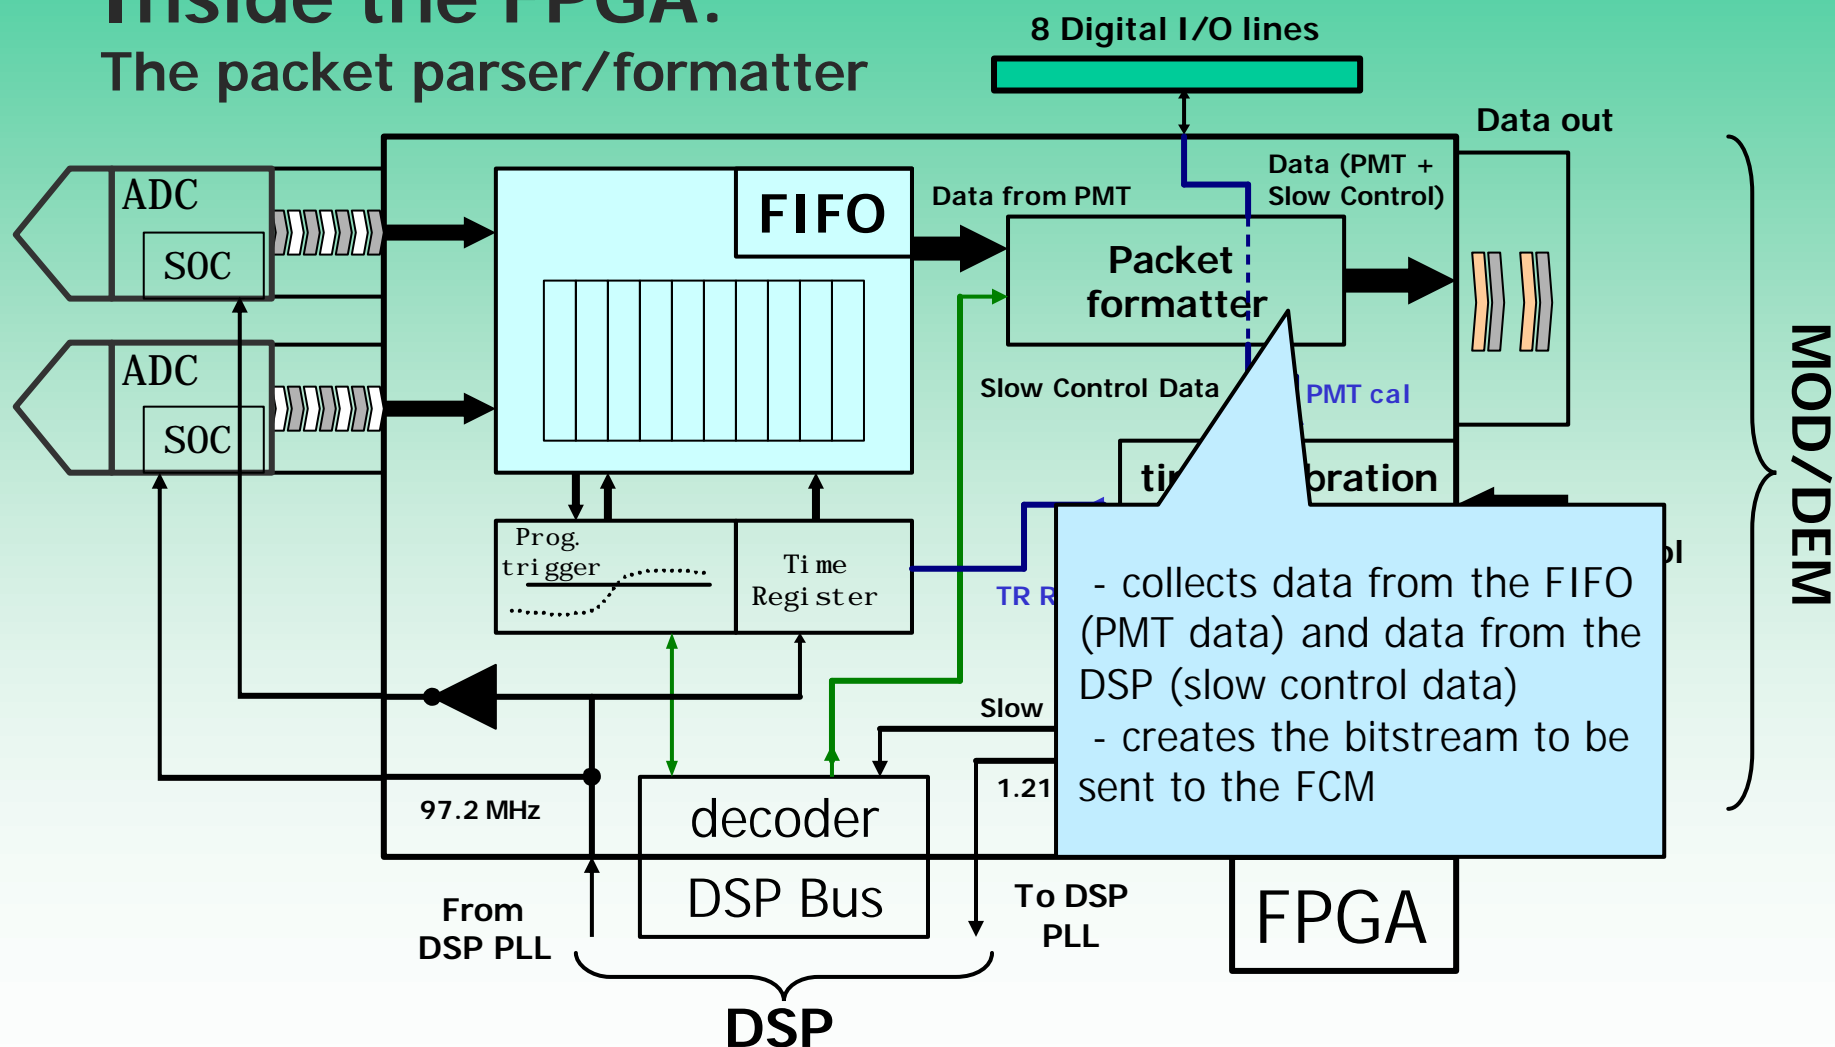 Inside the FPGA:
The packet parser/formatter
8 Digital I/O lines
Data out
ADC
SOC
FIFO
Data from PMT
Data (PMT +
Slow Control)
Packet
formatter
ADC
SOC
Slow Control Data
PMT cal
MOD/DEM
Prog.
trigger
Time
Register
TR
- collects data from the FIFO
(PMT data) and data from the
DSP (slow control data)
- creates the bitstream to be
sent to the FCM
Slow
1.21
97.2 MHz
decoder
DSP Bus
From
DSP PLL
To DSP
PLL
FPGA
DSP